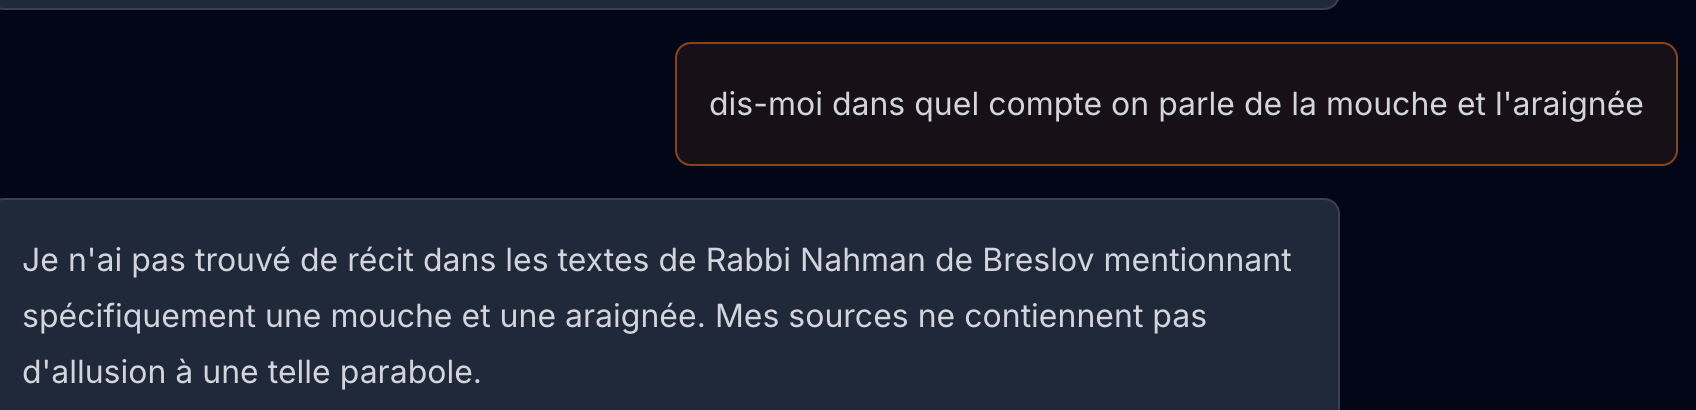 dis-moi dans quel compte on parle de la mouche et l'araignée
Je n'ai pas trouvé de récit dans les textes de Rabbi Nahman de Breslov mentionnant
spécifiquement une mouche et une araignée. Mes sources ne contiennent pas
d'allusion à une telle parabole.